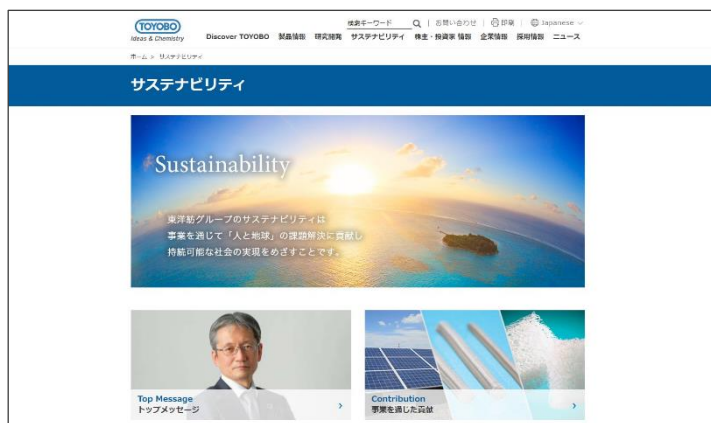 TOYOBO
Ideas & Chemistry
検索キーワード
お問い合わせ
印刷
Japanese
Discover TOYOBO 製品情報 研究開発 サステナビリティ 株主・投資家 情報 企業情報 採用情報 ニュース
ホーム > サステナビリティ
サステナビリティ
Sustainability
東洋紡グループのサステナビリティは
事業を通じて「人と地球」の課題解決に貢献し
持続可能な社会の実現をめざすことです。
Top Message
トップメッセージ
Contribution
事業を通じた貢献